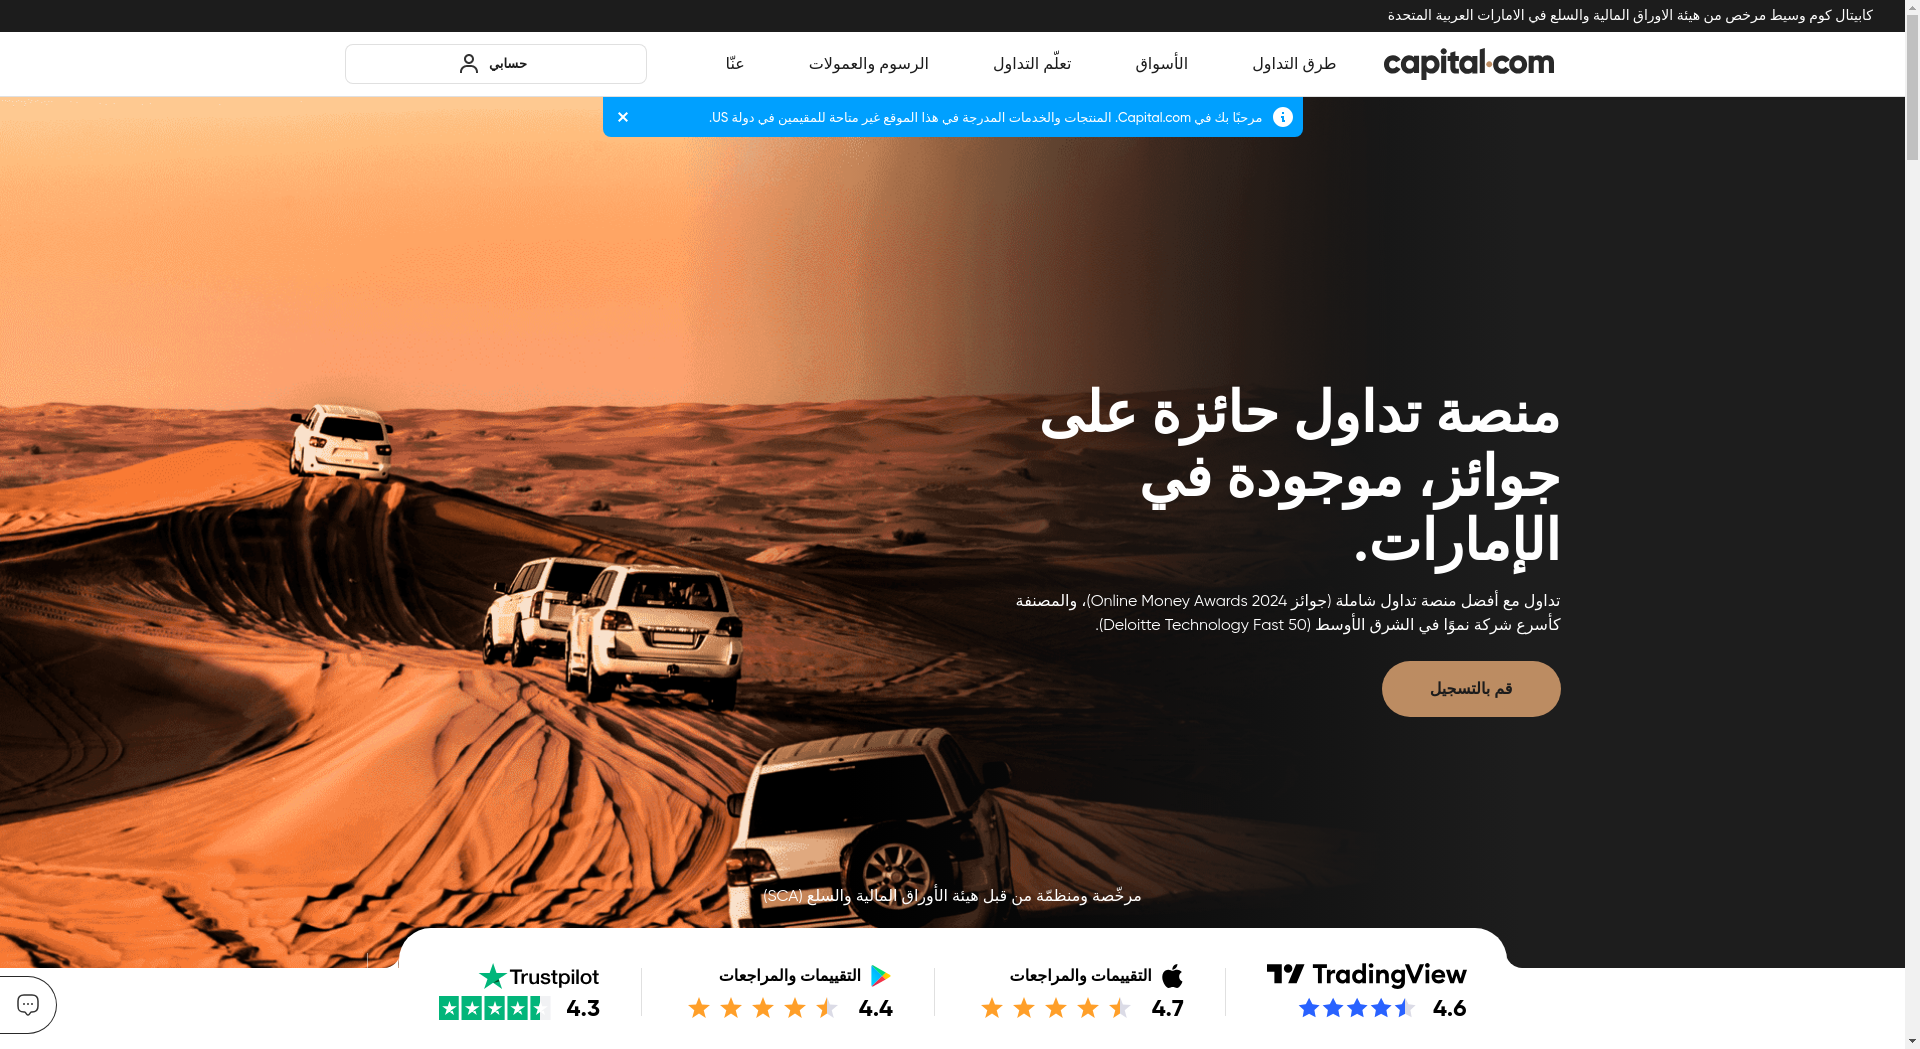 كابيتال كوم وسيط مرخص من هيئة الاوراق المالية والسلع في الامارات العربية المتحدة
capital.com
طرق التداول
الأسواق
تعلّم التداول
الرسوم والعمولات
عنّا
حسابي
مرحبًا بك في Capital.com. المنتجات والخدمات المدرجة في هذا الموقع غير متاحة للمقيمين في دولة US.
منصة تداول حائزة على
جوائز، موجودة في
الإمارات.
تداول مع أفضل منصة تداول شاملة (جوائز Online Money Awards 2024)، والمصنفة
كأسرع شركة نموًا في الشرق الأوسط (Deloitte Technology Fast 50).
قم بالتسجيل
مرخّصة ومنظمّة من قبل هيئة الأوراق المالية والسلع (SCA)
TradingView
4.6
التقييمات والمراجعات
4.7
التقييمات والمراجعات
4.4
Trustpilot
4.3